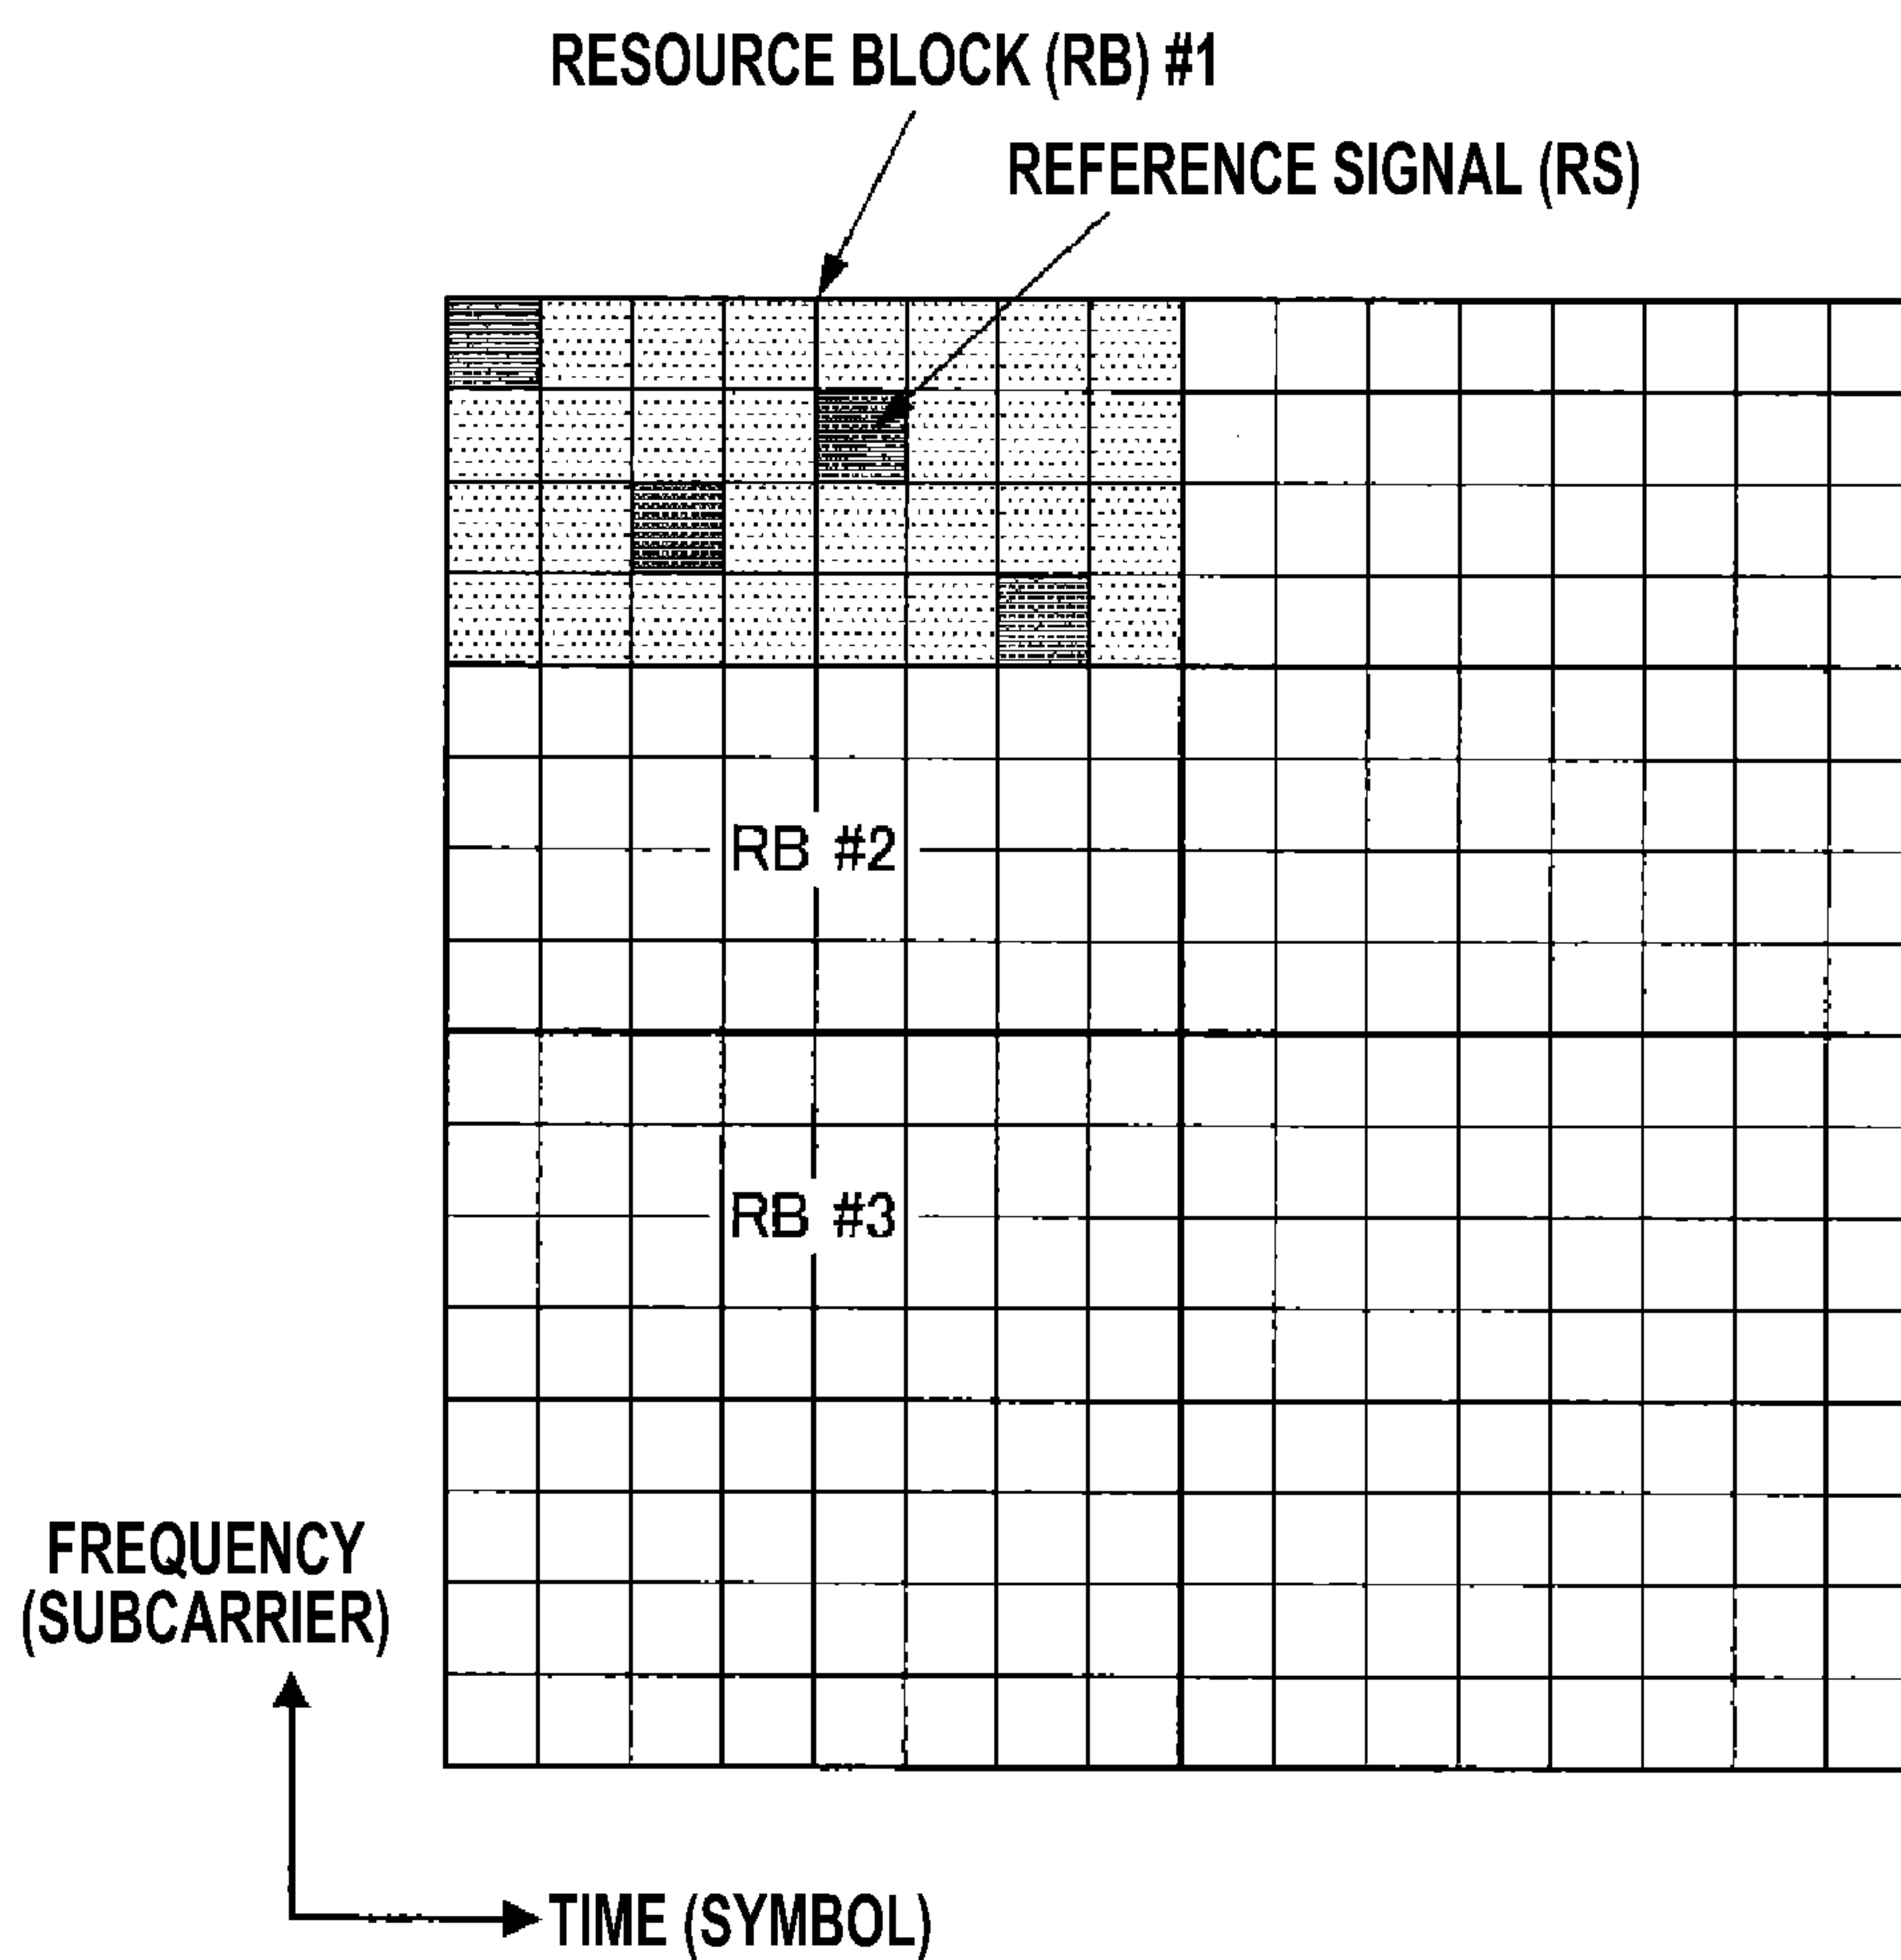 RESOURCE BLOCK (RB) #1
REFERENCE SIGNAL (RS)
RB #2
RB #3
FREQUENCY
(SUBCARRIER)
TIME (SYMBOL)